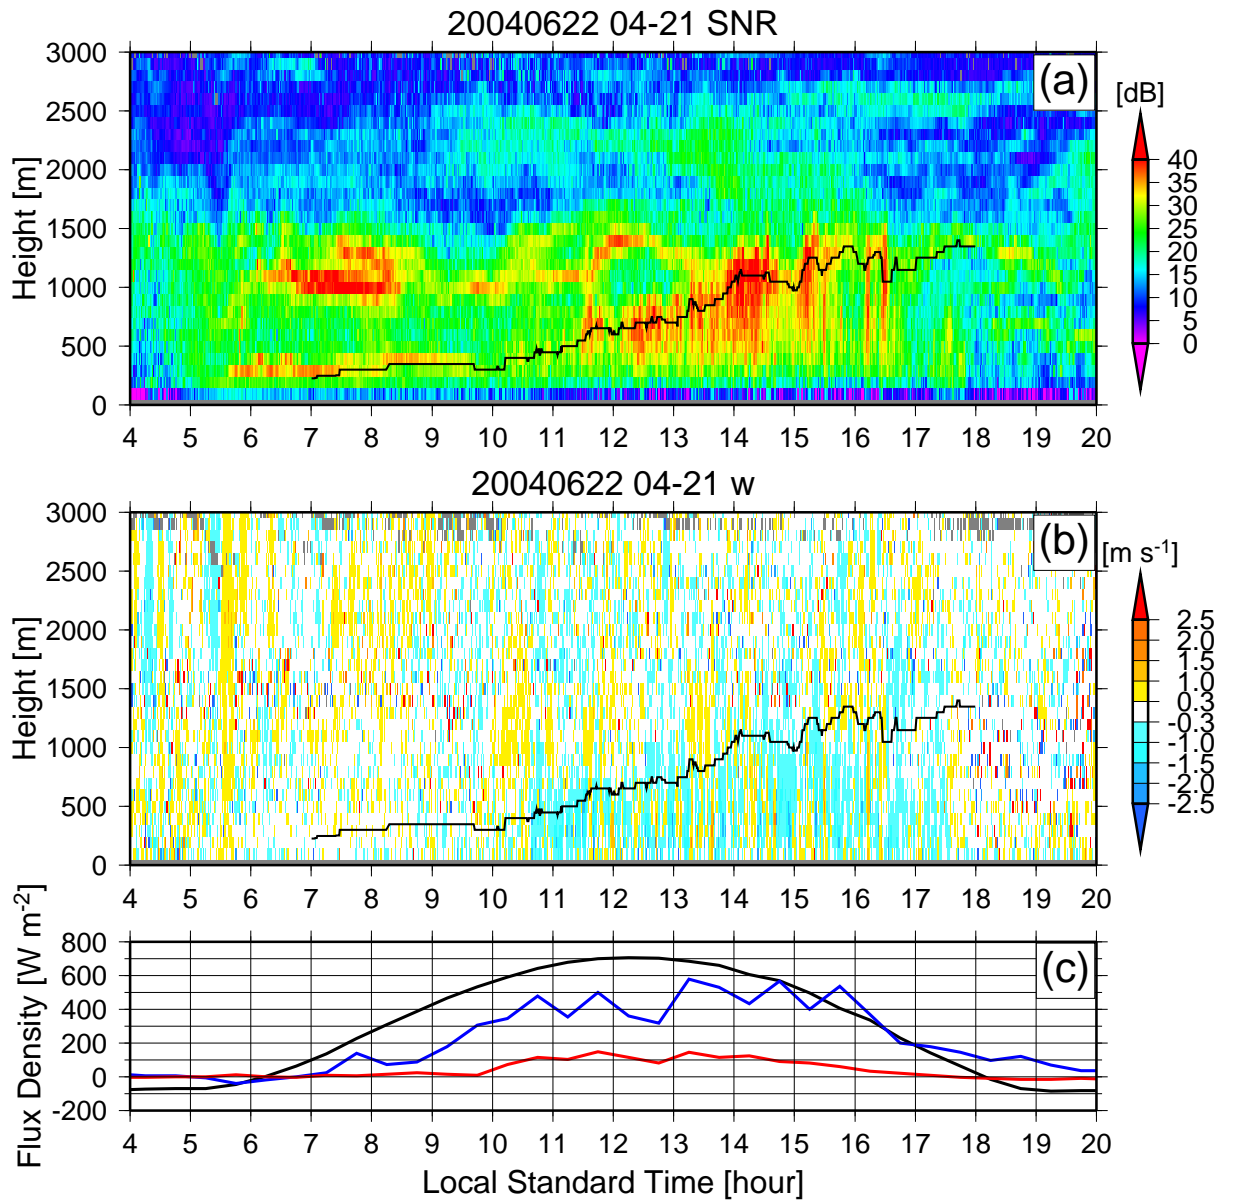 20040622 04-21 SNR
(a)
[dB]
Height [m]
3000
2500
2000
1500
1000
500
0
40
35
30
25
20
15
10
5
0
4 5 6 7 8 9 10 11 12 13 14 15 16 17 18 19 20
20040622 04-21 w
(b)
[m s-1]
Height [m]
3000
2500
2000
1500
1000
500
0
2.5
2.0
1.5
1.0
0.3
-0.3
-1.0
-1.5
-2.0
-2.5
4 5 6 7 8 9 10 11 12 13 14 15 16 17 18 19 20
(c)
Flux Density [W m-2]
800
600
400
200
0
-200
4 5 6 7 8 9 10 11 12 13 14 15 16 17 18 19 20
Local Standard Time [hour]